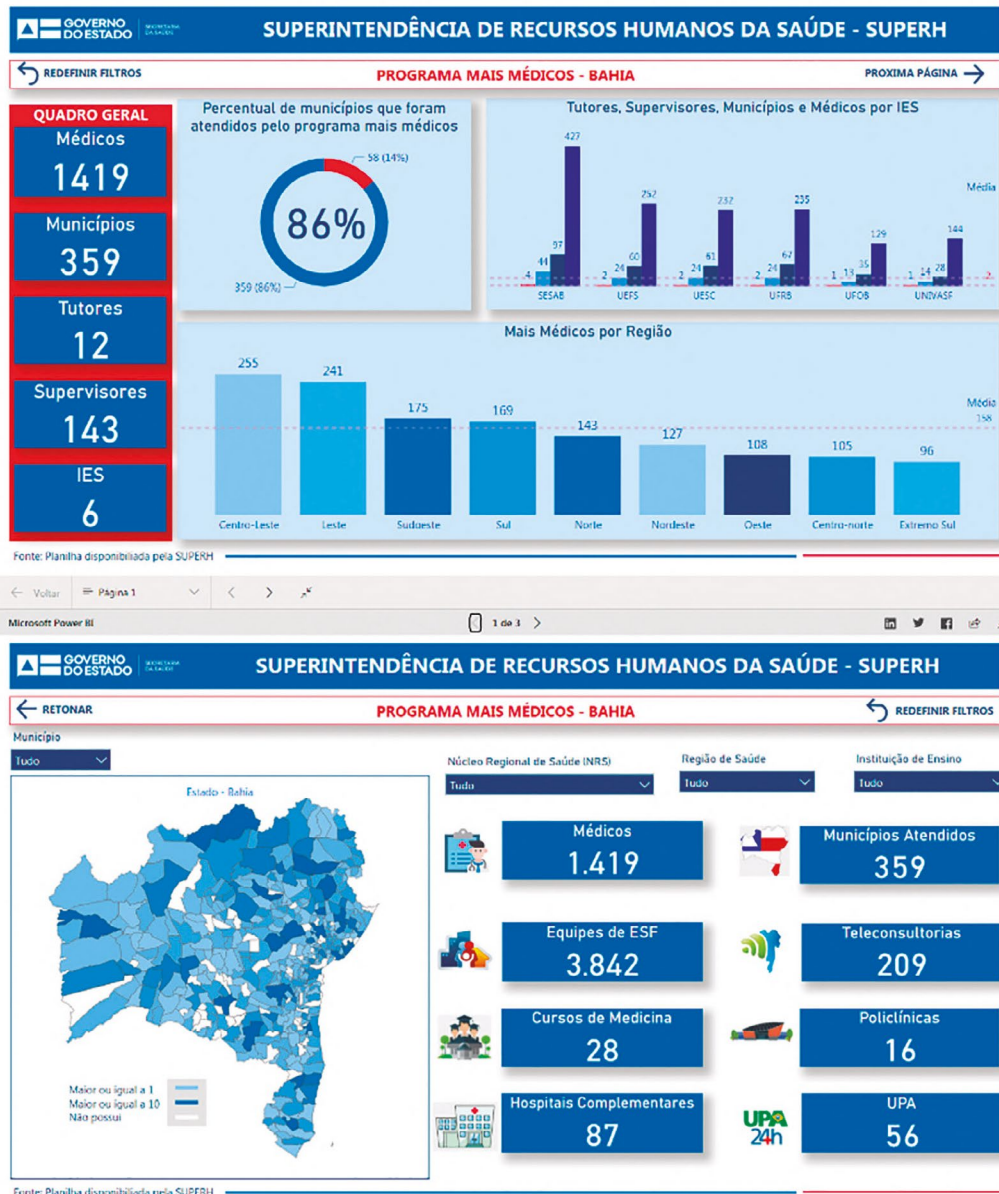 GOVERNO
DO ESTADO
SECRETARIA
DA SAÚDE
SUPERINTENDÊNCIA DE RECURSOS HUMANOS DA SAÚDE - SUPERH
REDEFINIR FILTROS
PROGRAMA MAIS MÉDICOS - BAHIA
PROXIMA PÁGINA
QUADRO GERAL
Médicos
1419
Municípios
359
Tutores
12
Supervisores
143
IES
6
Percentual de municípios que foram
atendidos pelo programa mais médicos
58 (14%)
86%
359 (86%)
Tutores, Supervisores, Municípios e Médicos por IES
4 44 97 427
2 24 60 252
2 24 61 232
2 24 67 235
1 13 35 129
1 14 28 144
Média
2
SESAB UEFS UESC UFRB UFOB UNIVASF
Mais Médicos por Região
255 241 175 169 143 127 108 105 96
Média
158
Centro-Leste Leste Sudoeste Sul Norte Nordeste Oeste Centro-norte Extremo Sul
Fonte: Planilha disponibiliada pela SUPERH
Voltar
Página 1
Microsoft Power BI
1 de 3
GOVERNO
DO ESTADO
SECRETARIA
DA SAÚDE
SUPERINTENDÊNCIA DE RECURSOS HUMANOS DA SAÚDE - SUPERH
RETONAR
PROGRAMA MAIS MÉDICOS - BAHIA
REDEFINIR FILTROS
Município
Tudo
Núcleo Regional de Saúde (NRS)
Tudo
Região de Saúde
Tudo
Instituição de Ensino
Tudo
Estado - Bahia
Maior ou igual a 1
Maior ou igual a 10
Não possui
Médicos
1.419
Municípios Atendidos
359
Equipes de ESF
3.842
Teleconsultorias
209
Cursos de Medicina
28
Policlínicas
16
Hospitais Complementares
87
UPA
24h
UPA
56
Fonte: Planilha disponibiliada pela SUPERH